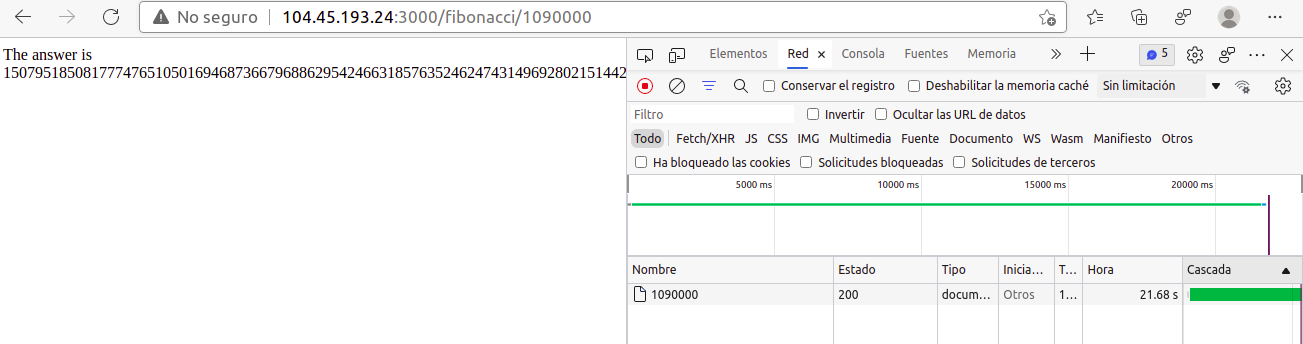 No seguro 104.45.193.24:3000/fibonacci/1090000
The answer is
150795185081777476510501694687366796886295424663185763524624743149692802151442
Elementos Red Consola Fuentes Memoria 5
Conservar el registro Deshabilitar la memoria caché Sin limitación
Filtro Invertir Ocultar las URL de datos
Todo Fetch/XHR JS CSS IMG Multimedia Fuente Documento WS Wasm Manifiesto Otros
Ha bloqueado las cookies Solicitudes bloqueadas Solicitudes de terceros
5000 ms 10000 ms 15000 ms 20000 ms
Nombre Estado Tipo Inicia... T... Hora Cascada
1090000 200 docum... Otros 1... 21.68 s